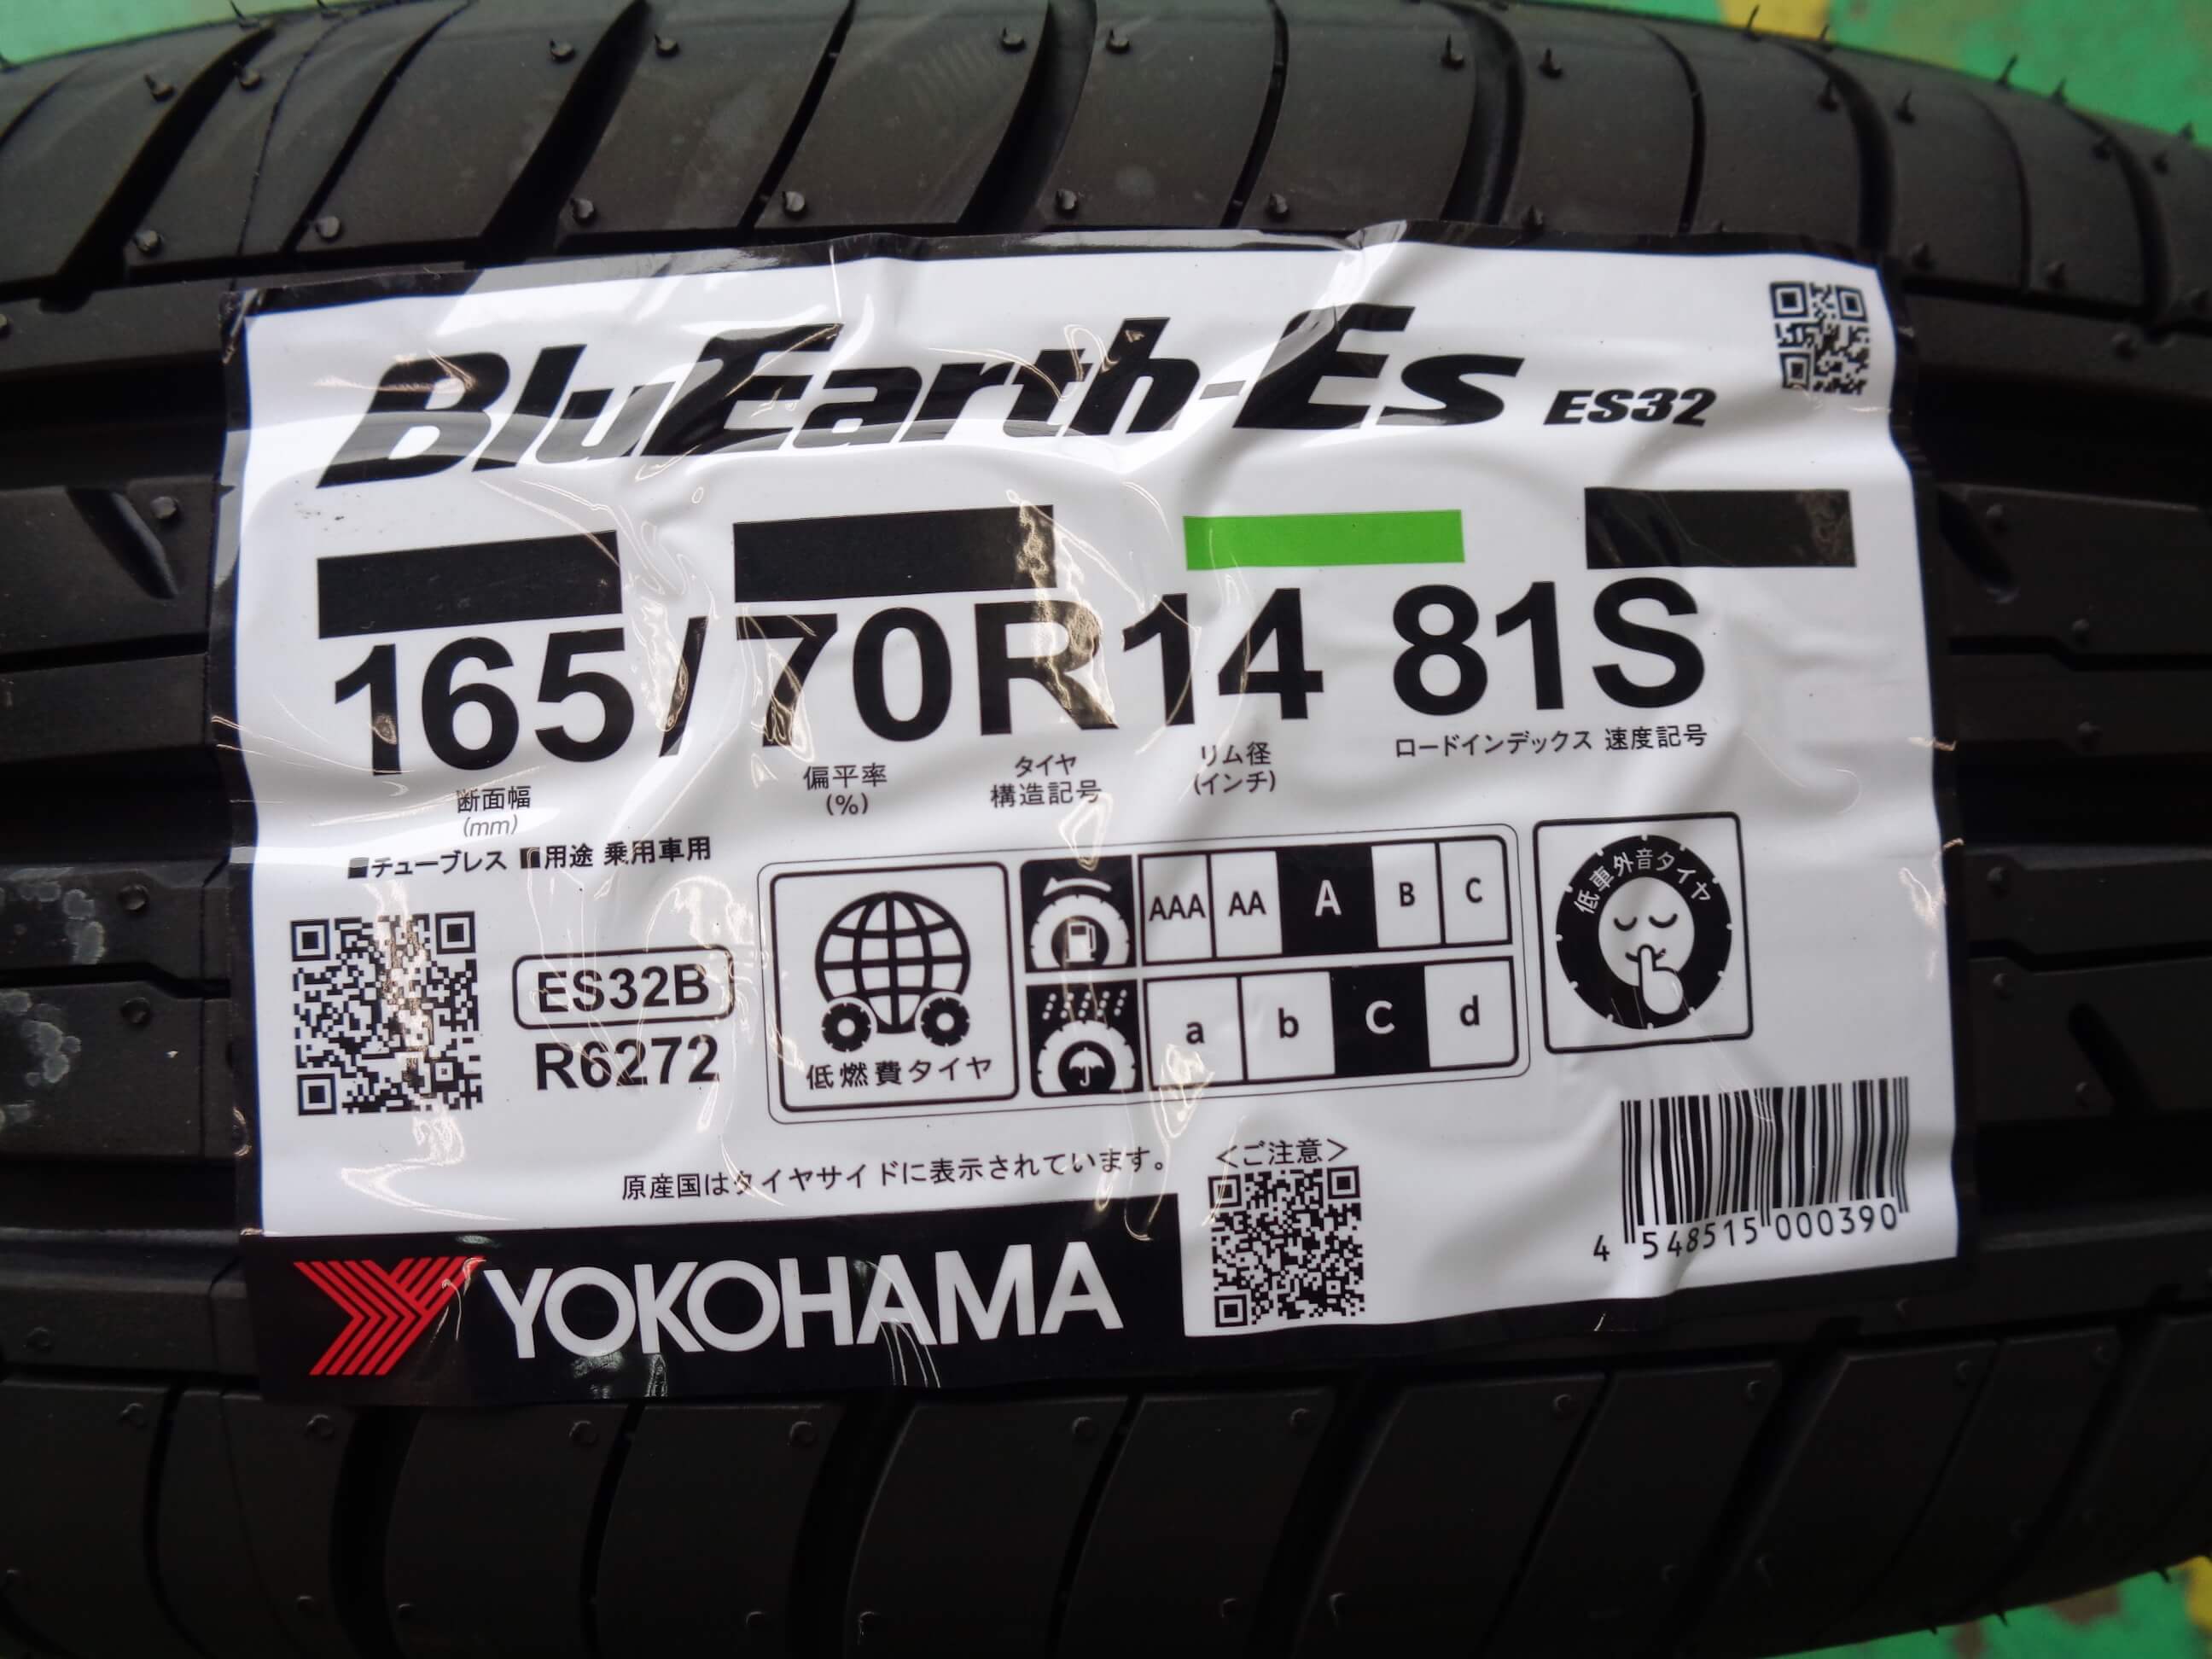 BluEarth-Es ES32
165/70R14 81S
断面幅
(mm)
偏平率
(%)
タイヤ
構造記号
リム径
(インチ)
ロードインデックス 速度記号
■チューブレス ■用途 乗用車用
ES32B
R6272
低燃費タイヤ
AAA AA A B C
a b c d
低車外音タイヤ
原産国はタイヤサイドに表示されています。
<ご注意>
4 548515 000390
YOKOHAMA